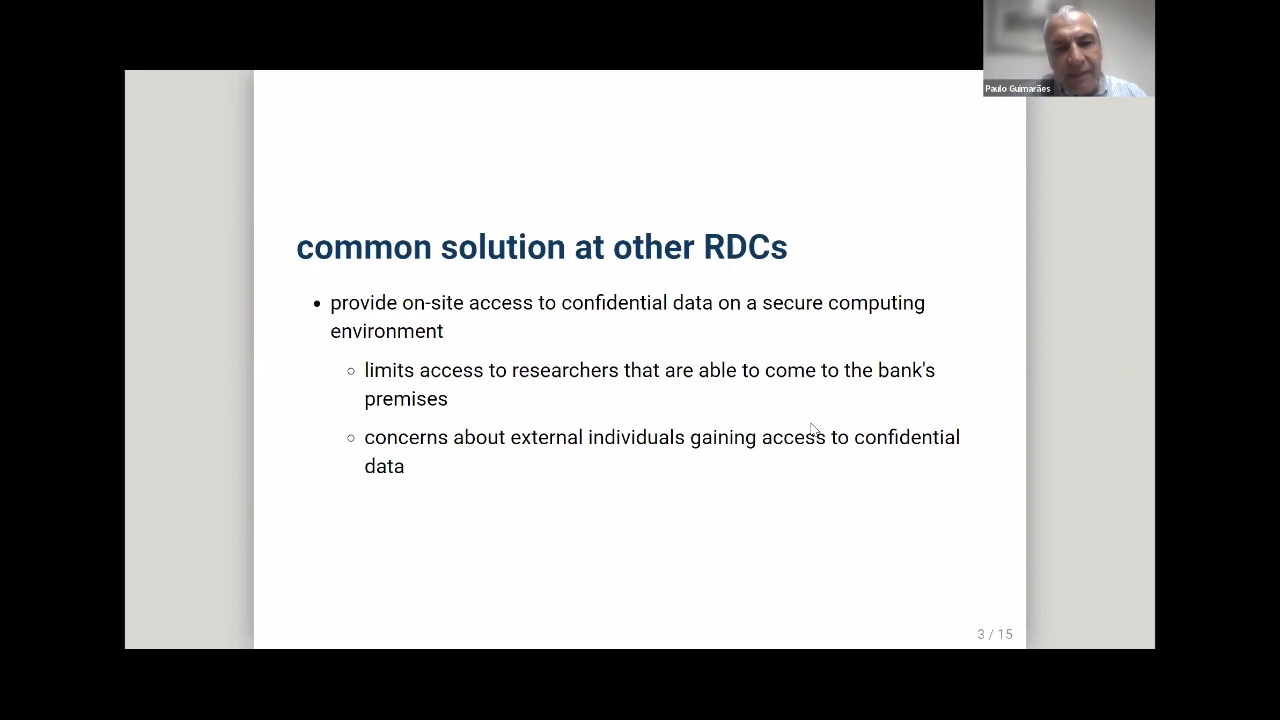 Paulo Guimarães
common solution at other RDCs
• provide on-site access to confidential data on a secure computing
environment
○ limits access to researchers that are able to come to the bank's
premises
○ concerns about external individuals gaining access to confidential
data
3 / 15